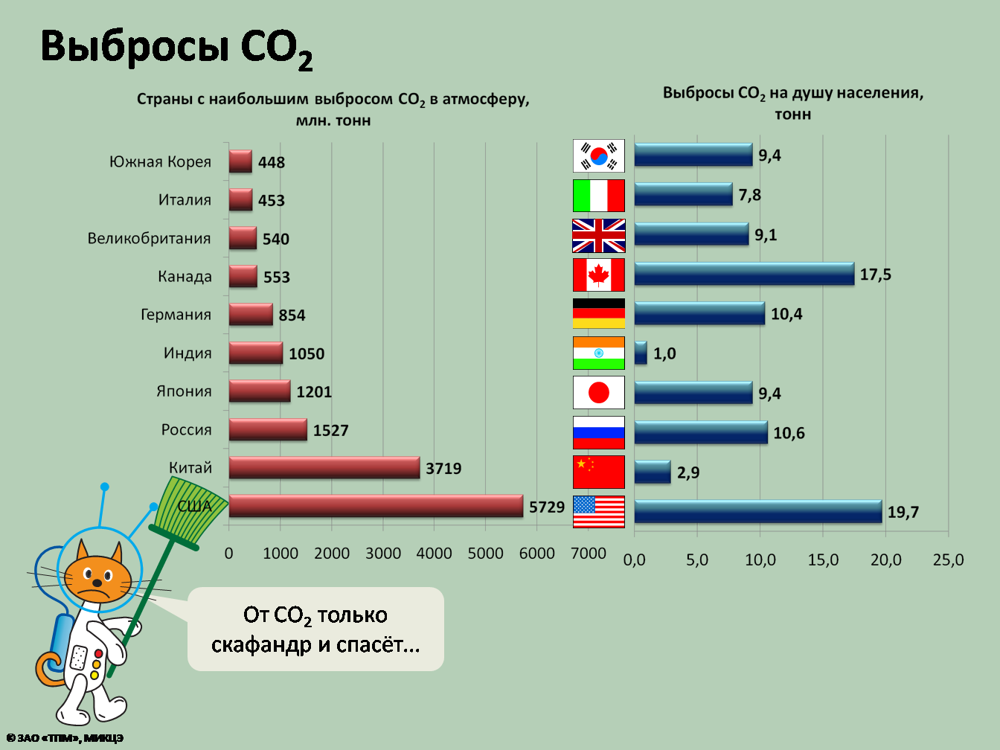 Выбросы CO₂
Страны с наибольшим выбросом CO₂ в атмосферу,
млн. тонн
Южная Корея 448
Италия 453
Великобритания 540
Канада 553
Германия 854
Индия 1050
Япония 1201
Россия 1527
Китай 3719
США 5729
0 1000 2000 3000 4000 5000 6000 7000
Выбросы CO₂ на душу населения,
тонн
9,4
7,8
9,1
17,5
10,4
1,0
9,4
10,6
2,9
19,7
0,0 5,0 10,0 15,0 20,0 25,0
От CO₂ только
скафандр и спасёт...
© ЗАО «ТПМ», МИКЦЭ